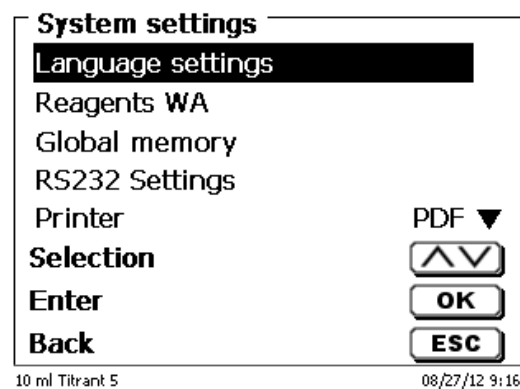 System settings
Language settings
Reagents WA
Global memory
RS232 Settings
Printer PDF ▼
Selection
Enter OK
Back ESC
10 ml Titrant 5 08/27/12 9:16